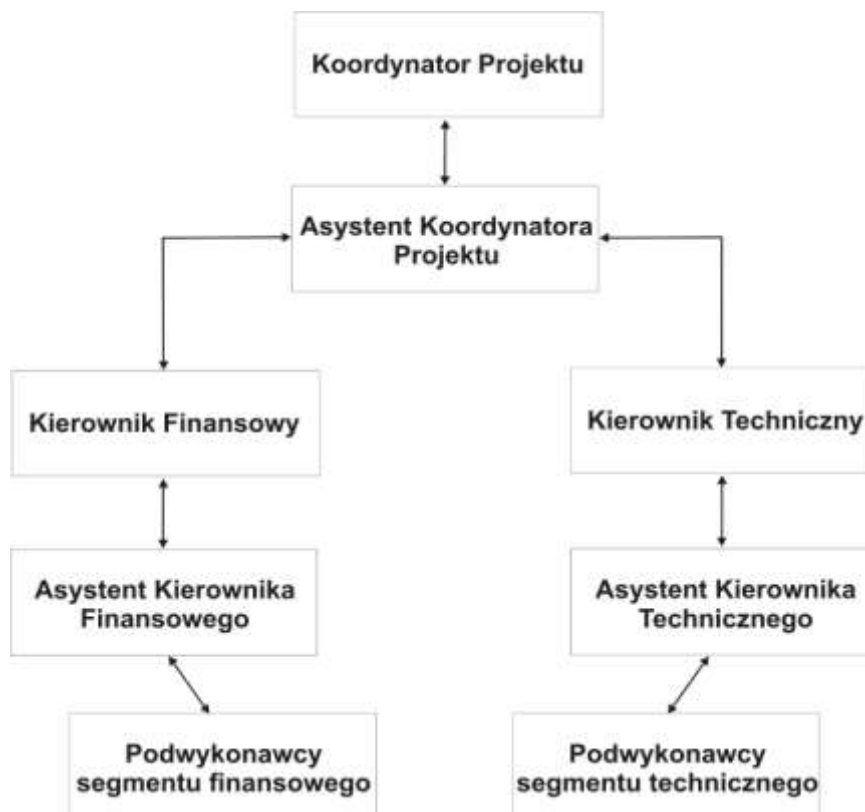 Koordynator Projektu
Asystent Koordynatora
Projektu
Kierownik Finansowy
Kierownik Techniczny
Asystent Kierownika
Finansowego
Asystent Kierownika
Technicznego
Podwykonawcy
segmentu finansowego
Podwykonawcy
segmentu technicznego